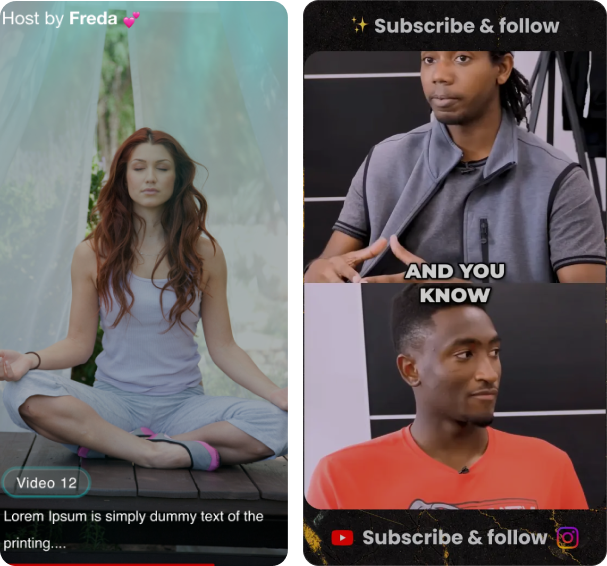 Host by Freda 💕
Video 12
Lorem Ipsum is simply dummy text of the
printing....
✨ Subscribe & follow
AND YOU
KNOW
Subscribe & follow